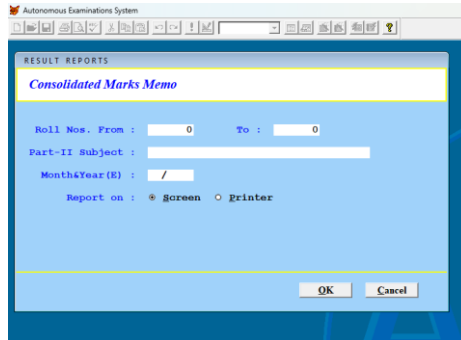 Autonomous Examinations System
RESULT REPORTS
Consolidated Marks Memo
Roll Nos. From : 0 To : 0
Part-II Subject :
Month&Year(E) : /
Report on : Screen Printer
OK Cancel